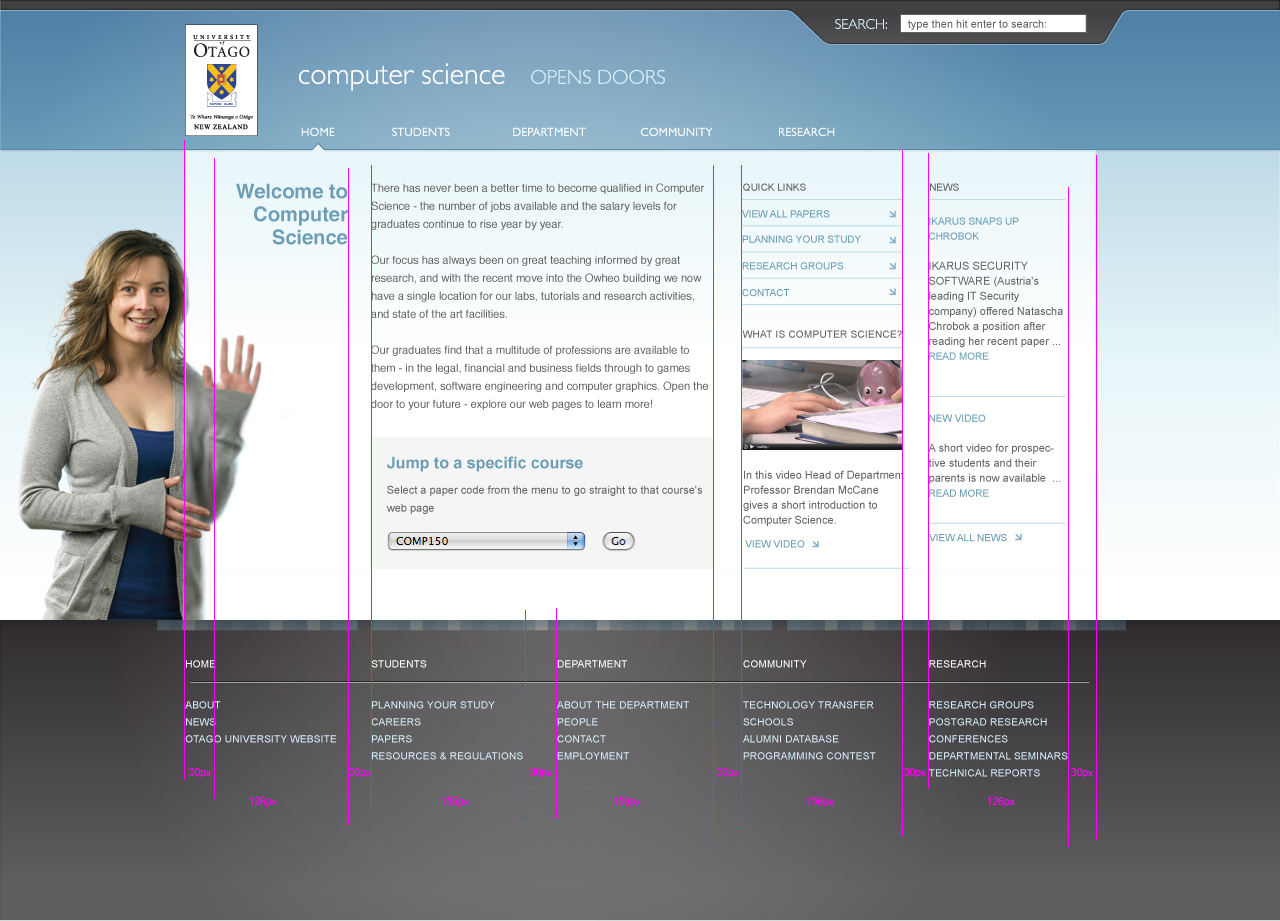 SEARCH:
type then hit enter to search:
UNIVERSITY
of
OTAGO
Te Whare Wānanga o Otāgo
NEW ZEALAND
computer science OPENS DOORS
HOME
STUDENTS
DEPARTMENT
COMMUNITY
RESEARCH
Welcome to
Computer
Science
There has never been a better time to become qualified in Computer
Science - the number of jobs available and the salary levels for
graduates continue to rise year by year.
Our focus has always been on great teaching informed by great
research, and with the recent move into the Owheo building we now
have a single location for our labs, tutorials and research activities,
and state of the art facilities.
Our graduates find that a multitude of professions are available to
them - in the legal, financial and business fields through to games
development, software engineering and computer graphics. Open the
door to your future - explore our web pages to learn more!
Jump to a specific course
Select a paper code from the menu to go straight to that course's
web page
COMP150
Go
QUICK LINKS
VIEW ALL PAPERS
PLANNING YOUR STUDY
RESEARCH GROUPS
CONTACT
WHAT IS COMPUTER SCIENCE?
In this video Head of Department
Professor Brendan McCane
gives a short introduction to
Computer Science.
VIEW VIDEO
NEWS
IKARUS SNAPS UP
CHROBOK
IKARUS SECURITY
SOFTWARE (Austria's
leading IT Security
company) offered Natascha
Chrobok a position after
reading her recent paper ...
READ MORE
NEW VIDEO
A short video for prospec-
tive students and their
parents is now available ...
READ MORE
VIEW ALL NEWS
HOME
ABOUT
NEWS
OTAGO UNIVERSITY WEBSITE
STUDENTS
PLANNING YOUR STUDY
CAREERS
PAPERS
RESOURCES & REGULATIONS
DEPARTMENT
ABOUT THE DEPARTMENT
PEOPLE
CONTACT
EMPLOYMENT
COMMUNITY
TECHNOLOGY TRANSFER
SCHOOLS
ALUMNI DATABASE
PROGRAMMING CONTEST
RESEARCH
RESEARCH GROUPS
POSTGRAD RESEARCH
CONFERENCES
DEPARTMENTAL SEMINARS
TECHNICAL REPORTS
30px
30px
30px
30px
30px
30px
126px
156px
156px
156px
126px